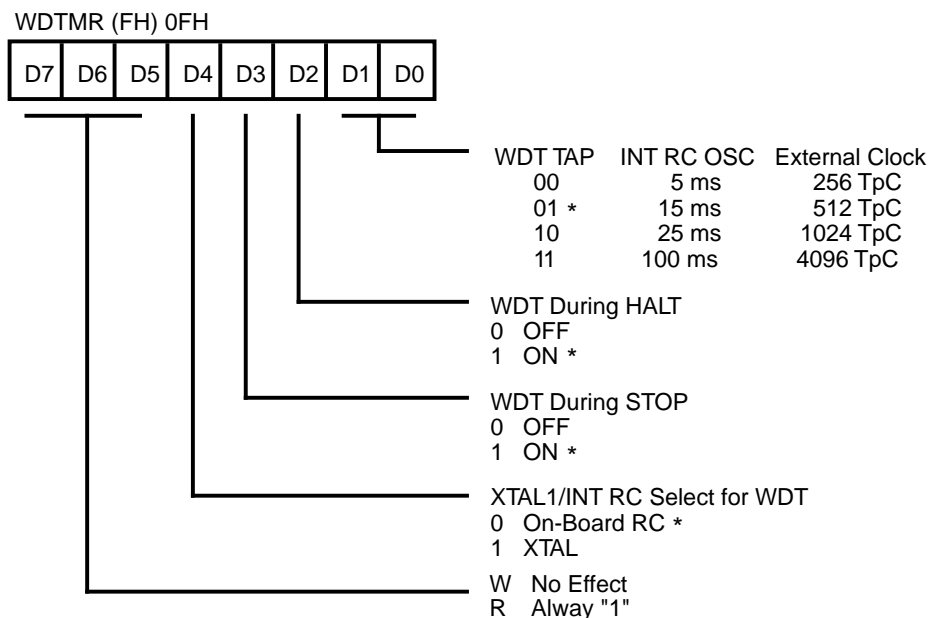 WDTMR (FH) 0FH
D7 D6 D5 D4 D3 D2 D1 D0
WDT TAP INT RC OSC External Clock
00 5 ms 256 TpC
01 * 15 ms 512 TpC
10 25 ms 1024 TpC
11 100 ms 4096 TpC
WDT During HALT
0 OFF
1 ON *
WDT During STOP
0 OFF
1 ON *
XTAL1/INT RC Select for WDT
0 On-Board RC *
1 XTAL
W No Effect
R Alway "1"